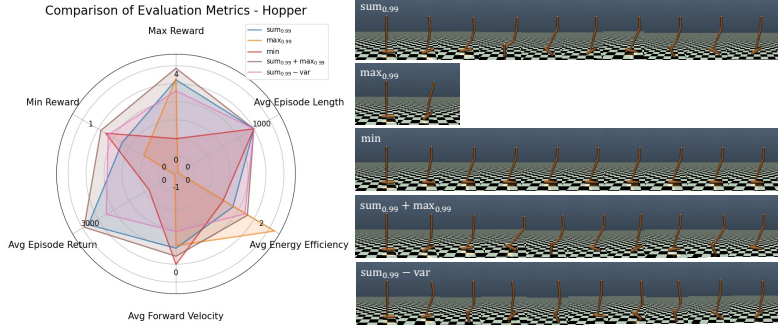 Comparison of Evaluation Metrics - Hopper
Max Reward
sum0.99
max0.99
min
sum0.99 + max0.99
sum0.99 − var
4
Min Reward
Avg Episode Length
1
1000
0
0
0
0
0
-1
3000
2
Avg Episode Return
Avg Energy Efficiency
0
Avg Forward Velocity
sum0.99
max0.99
min
sum0.99 + max0.99
sum0.99 − var